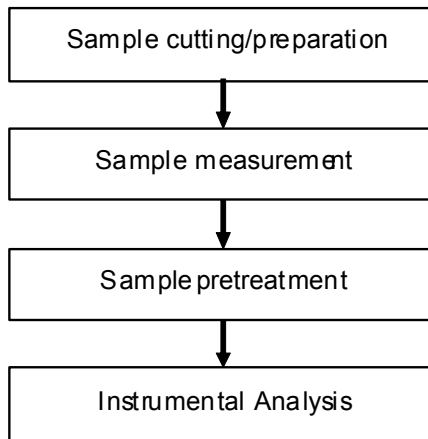 Sample cutting/preparation
Sample measurement
Sample pretreatment
Instrumental Analysis